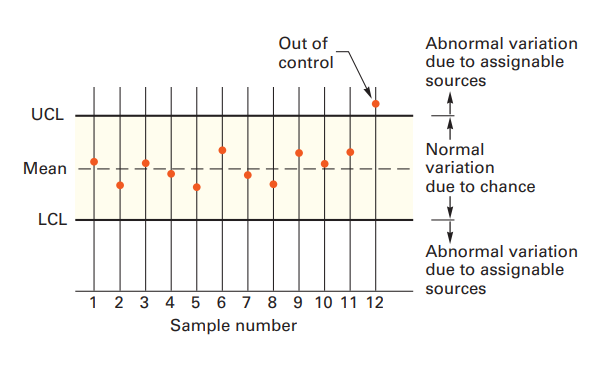 Out of
control
Abnormal variation
due to assignable
sources
UCL
Normal
variation
due to chance
Mean
LCL
Abnormal variation
due to assignable
sources
1 2 3 4 5 6 7 8 9 10 11 12
Sample number